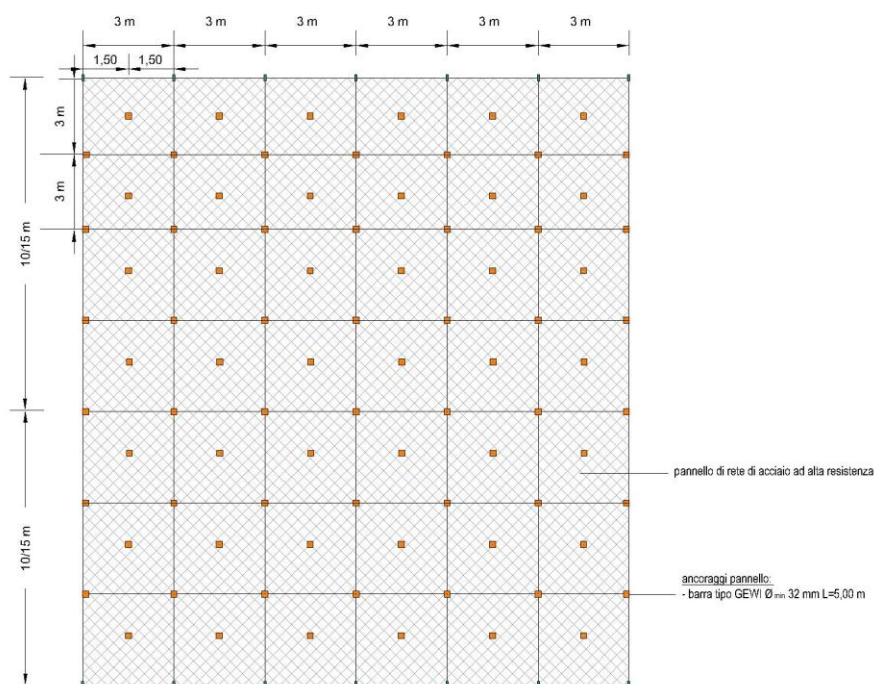 3 m 3 m 3 m 3 m 3 m 3 m
1,50 1,50
3 m
3 m
10/15 m
10/15 m
pannello di rete di acciaio ad alta resistenza
ancoraggi pannello:
- barra tipo GEWI Ø min 32 mm L=5,00 m